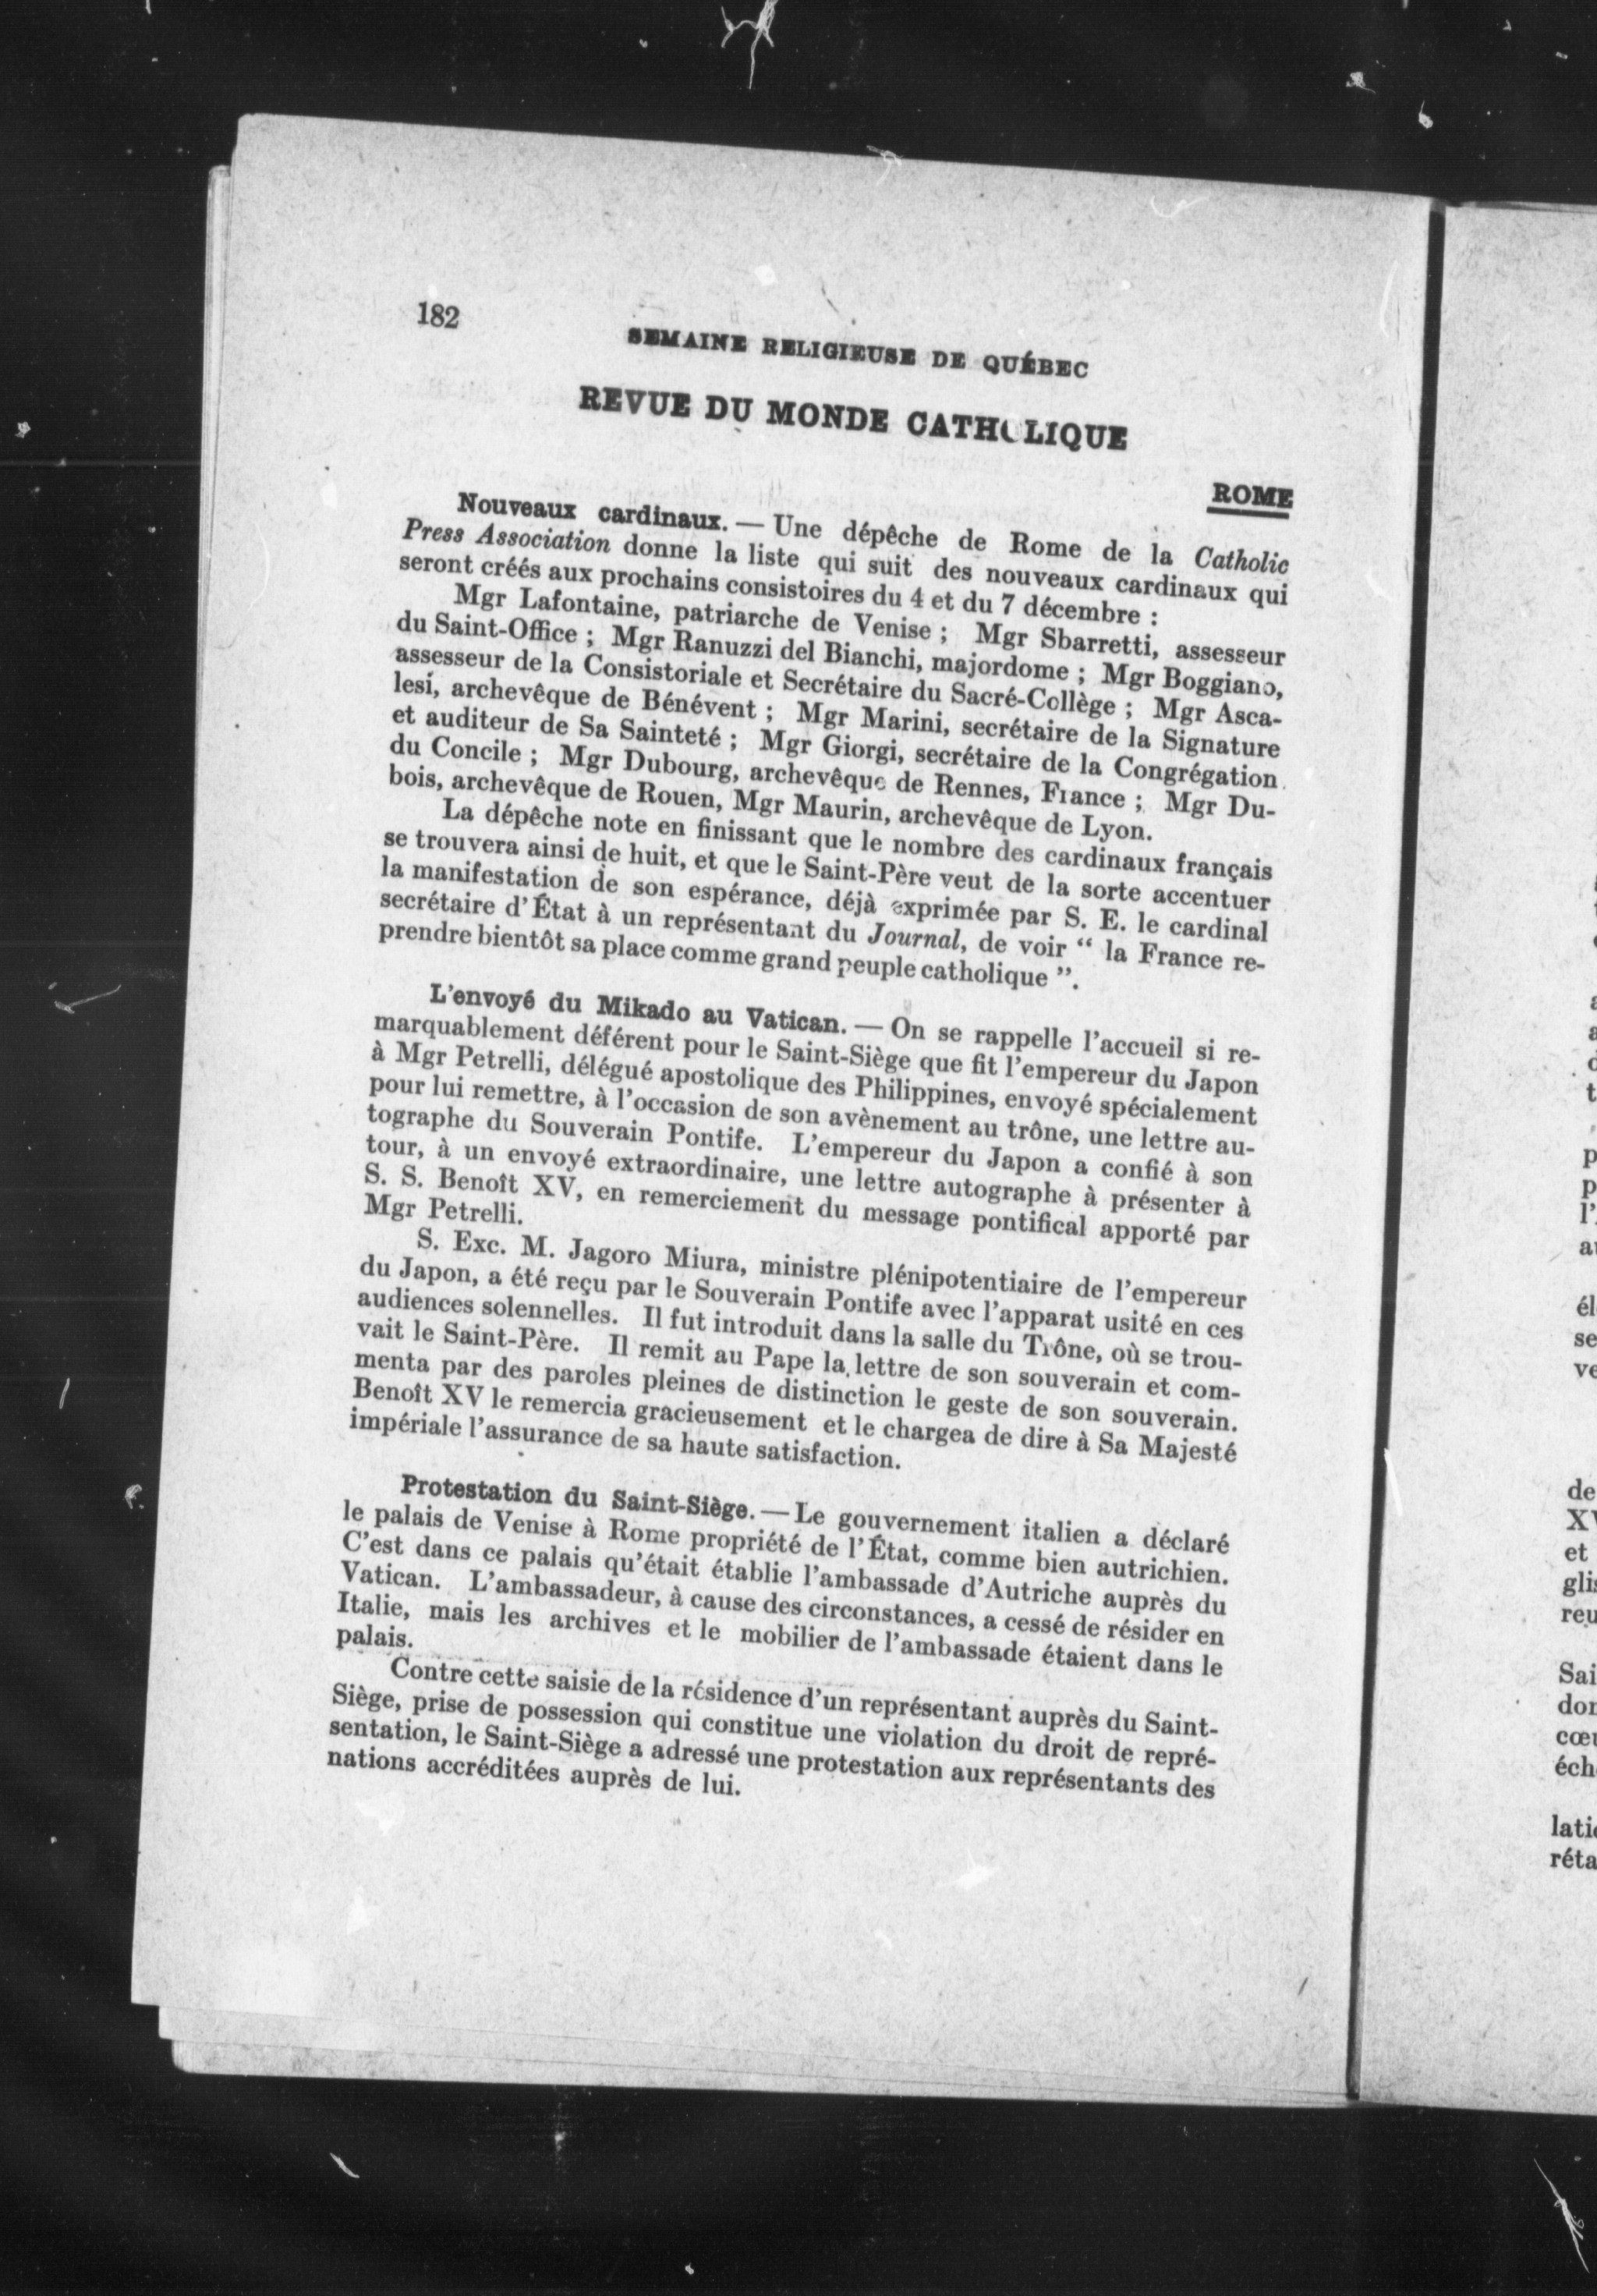 182
SEMAINE RELIGIEUSE DE QUÉBEC
REVUE DU MONDE CATHOLIQUE
ROME
Nouveaux cardinaux. — Une dépêche de Rome de la Catholic
Press Association donne la liste qui suit des nouveaux cardinaux qui
seront créés aux prochains consistoires du 4 et du 7 décembre :
Mgr Lafontaine, patriarche de Venise ; Mgr Sbarretti, assesseur
du Saint-Office ; Mgr Ranuzzi del Bianchi, majordome ; Mgr Boggiano,
assesseur de la Consistoriale et Secrétaire du Sacré-Collège ; Mgr Asca-
lesi, archevêque de Bénévent ; Mgr Marini, secrétaire de la Signature
et auditeur de Sa Sainteté ; Mgr Giorgi, secrétaire de la Congrégation
du Concile ; Mgr Dubourg, archevêque de Rennes, France ; Mgr Du-
bois, archevêque de Rouen, Mgr Maurin, archevêque de Lyon.
La dépêche note en finissant que le nombre des cardinaux français
se trouvera ainsi de huit, et que le Saint-Père veut de la sorte accentuer
la manifestation de son espérance, déjà exprimée par S. E. le cardinal
secrétaire d'État à un représentant du Journal, de voir “ la France re-
prendre bientôt sa place comme grand peuple catholique ”.
L'envoyé du Mikado au Vatican. — On se rappelle l'accueil si re-
marquablement déférent pour le Saint-Siège que fit l'empereur du Japon
à Mgr Petrelli, délégué apostolique des Philippines, envoyé spécialement
pour lui remettre, à l'occasion de son avènement au trône, une lettre au-
tographe du Souverain Pontife. L'empereur du Japon a confié à son
tour, à un envoyé extraordinaire, une lettre autographe à présenter à
S. S. Benoît XV, en remerciement du message pontifical apporté par
Mgr Petrelli.
S. Exc. M. Jagoro Miura, ministre plénipotentiaire de l'empereur
du Japon, a été reçu par le Souverain Pontife avec l'apparat usité en ces
audiences solennelles. Il fut introduit dans la salle du Trône, où se trou-
vait le Saint-Père. Il remit au Pape la lettre de son souverain et com-
menta par des paroles pleines de distinction le geste de son souverain.
Benoît XV le remercia gracieusement et le chargea de dire à Sa Majesté
impériale l'assurance de sa haute satisfaction.
Protestation du Saint-Siège. — Le gouvernement italien a déclaré
le palais de Venise à Rome propriété de l'État, comme bien autrichien.
C'est dans ce palais qu'était établie l'ambassade d'Autriche auprès du
Vatican. L'ambassadeur, à cause des circonstances, a cessé de résider en
Italie, mais les archives et le mobilier de l'ambassade étaient dans le
palais.
Contre cette saisie de la résidence d'un représentant auprès du Saint-
Siège, prise de possession qui constitue une violation du droit de repré-
sentation, le Saint-Siège a adressé une protestation aux représentants des
nations accréditées auprès de lui.